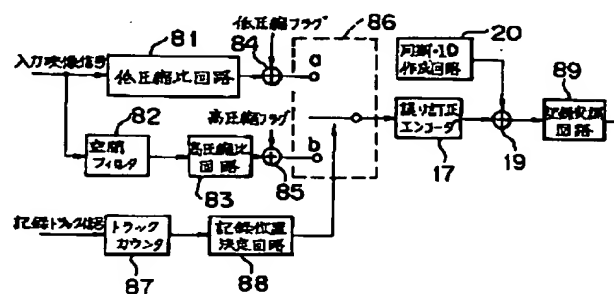 81
低圧縮フラグ
84
86
20
入力映像信号
低圧縮比回路
a
同期・ID
作成回路
89
82
高圧縮フラグ
誤り訂正
エンコーダ
記録変調
回路
空間
フィルタ
高圧縮比
回路
b
17
19
83
85
記録トラック信号
トラック
カウンタ
記録位置
決定回路
87
88